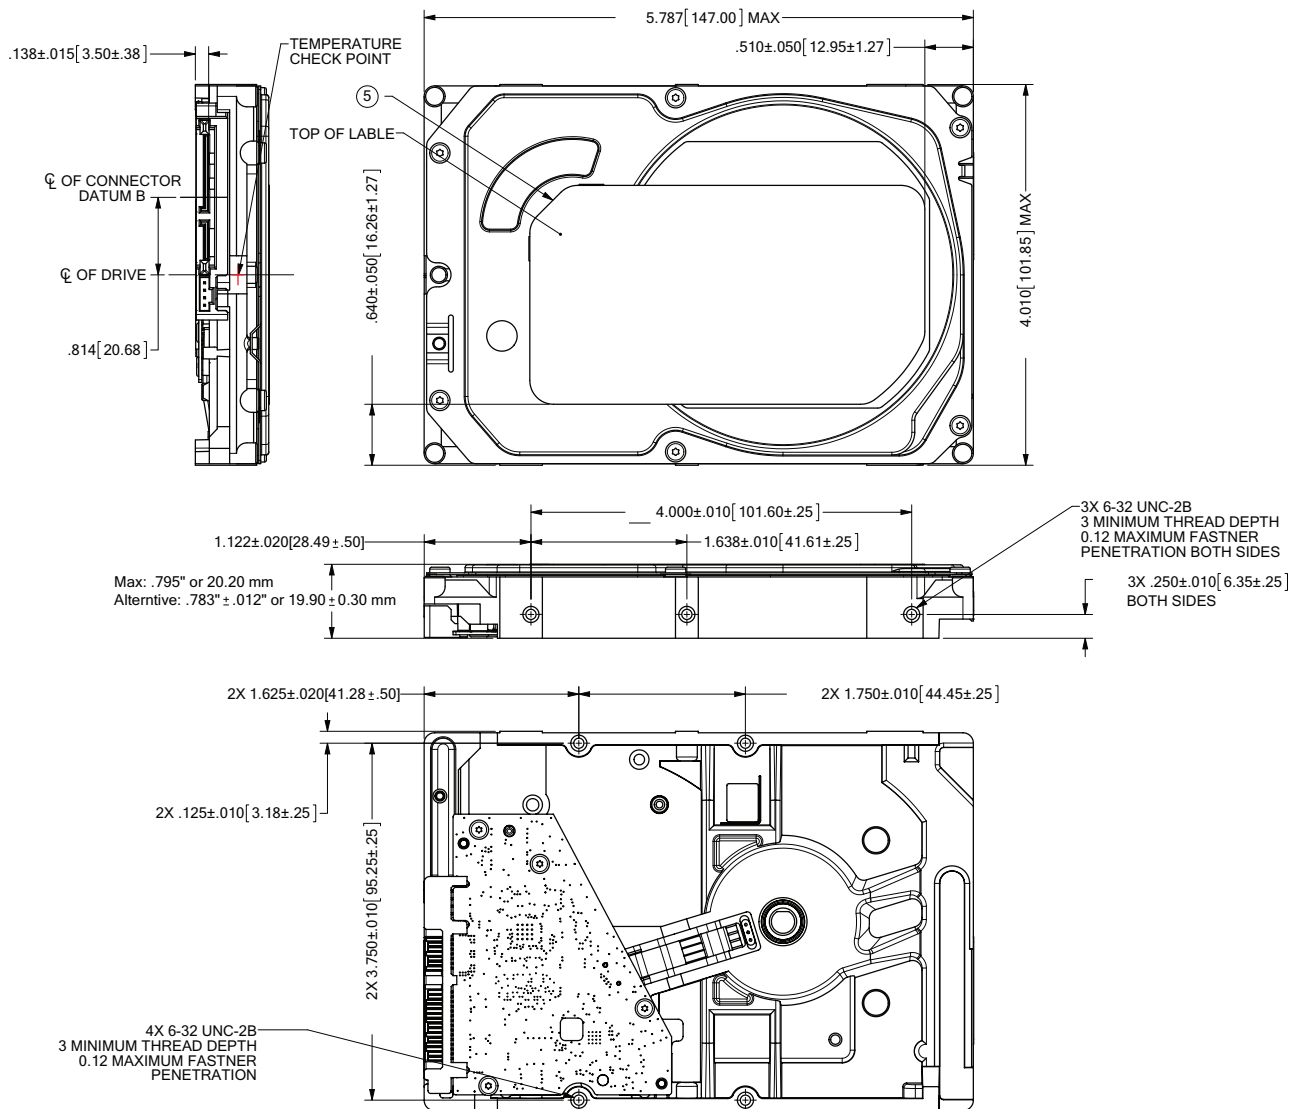 5.787[147.00] MAX
.138±.015[3.50±.38]
TEMPERATURE
CHECK POINT
.510±.050[12.95±1.27]
5
TOP OF LABLE
℄ OF CONNECTOR
DATUM B
.640±.050[16.26±1.27]
4.010[101.85] MAX
℄ OF DRIVE
.814[20.68]
4.000±.010[101.60±.25]
3X 6-32 UNC-2B
3 MINIMUM THREAD DEPTH
0.12 MAXIMUM FASTNER
PENETRATION BOTH SIDES
1.122±.020[28.49±.50]
1.638±.010[41.61±.25]
Max: .795" or 20.20 mm
Alterntive: .783" ± .012" or 19.90 ± 0.30 mm
3X .250±.010[6.35±.25]
BOTH SIDES
2X 1.625±.020[41.28±.50]
2X 1.750±.010[44.45±.25]
2X .125±.010[3.18±.25]
2X 3.750±.010[95.25±.25]
4X 6-32 UNC-2B
3 MINIMUM THREAD DEPTH
0.12 MAXIMUM FASTNER
PENETRATION